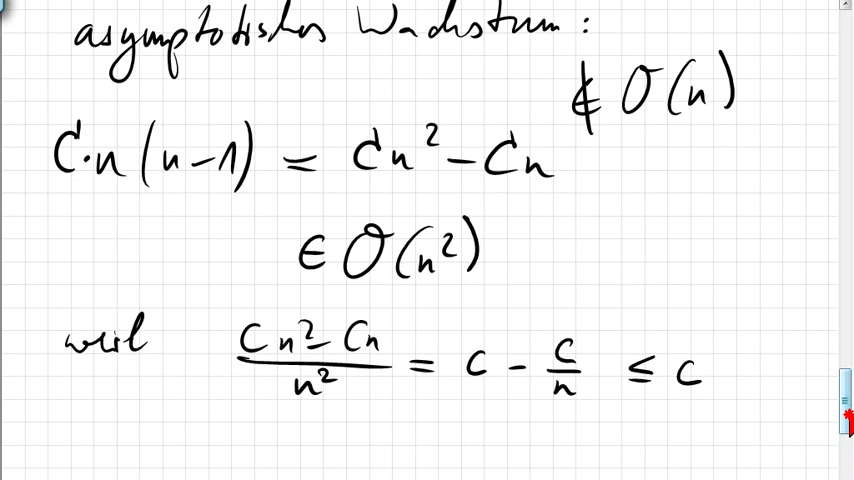 asymptotisches Wachstum:
∉ O(n)
C·n(n-1) = Cn² - Cn
∈ O(n²)
weil (Cn² - Cn)/n² = C - C/n ≤ C